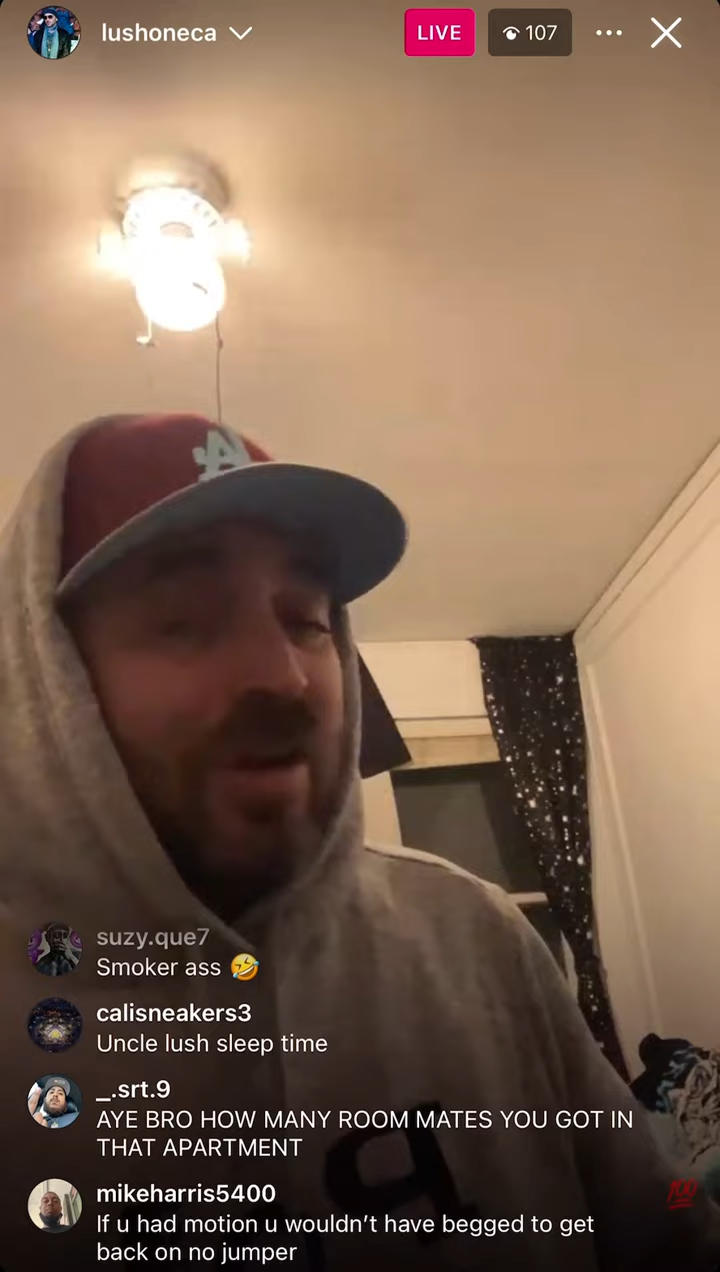 lushoneca
LIVE
107
A
suzy.que7
Smoker ass 🤣
calisneakers3
Uncle lush sleep time
_.srt.9
AYE BRO HOW MANY ROOM MATES YOU GOT IN
THAT APARTMENT
💯
mikeharris5400
If u had motion u wouldn’t have begged to get
back on no jumper